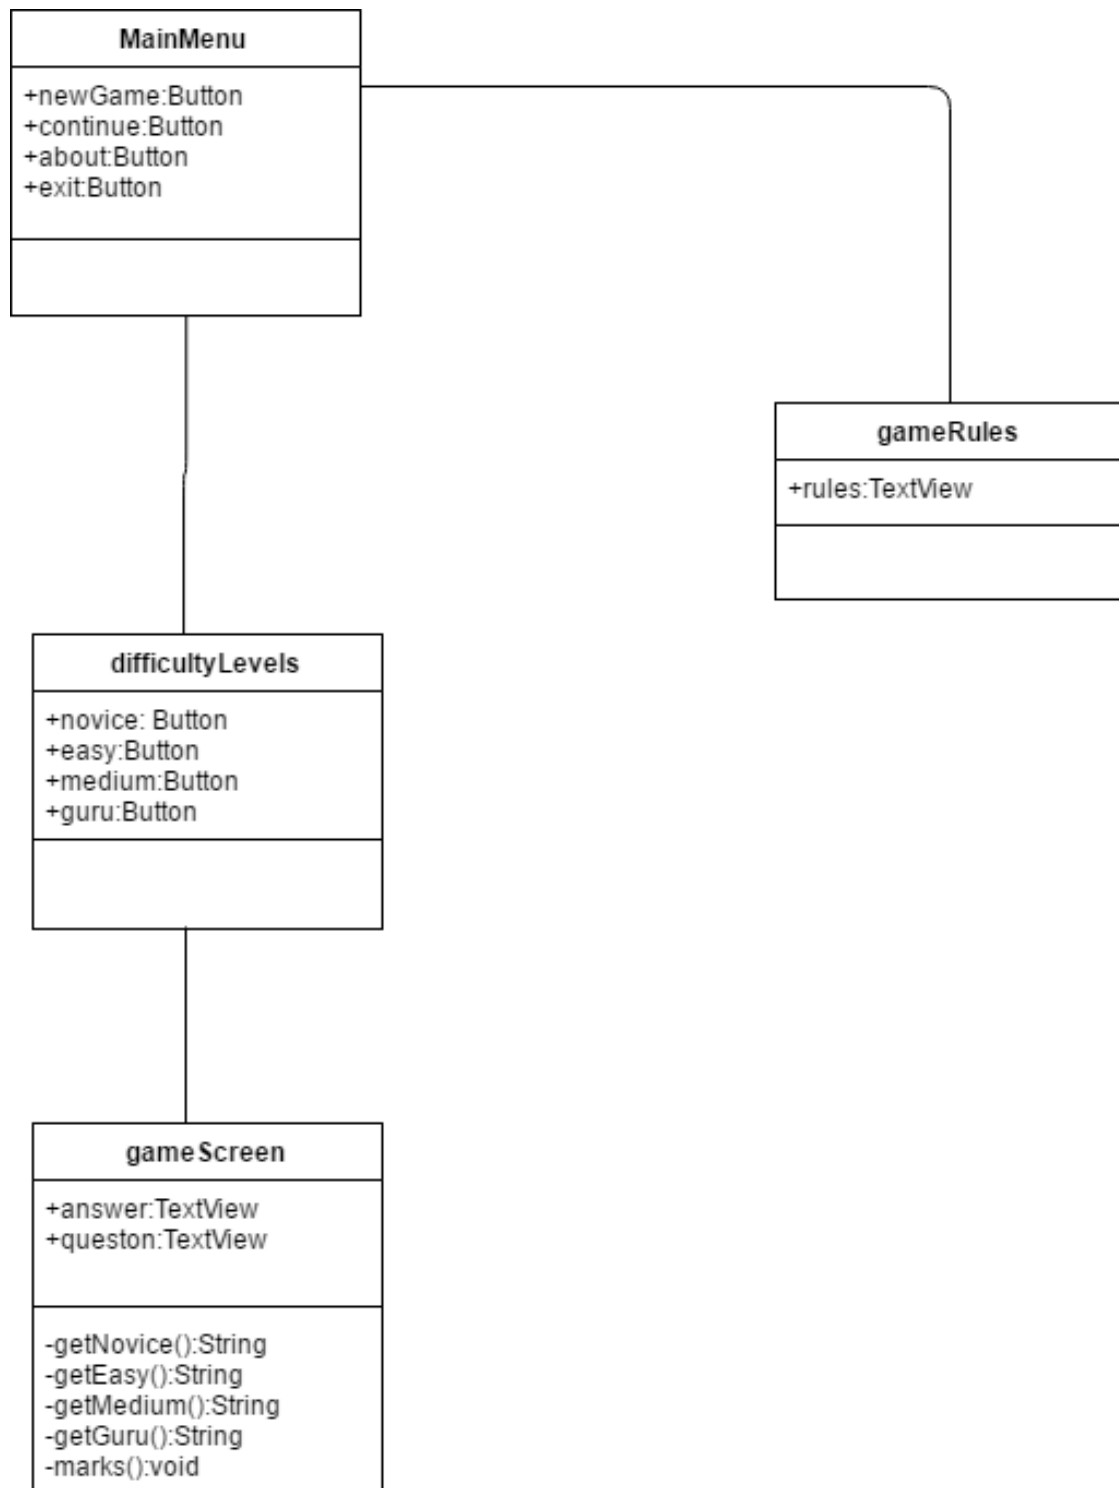 MainMenu
+newGame:Button
+continue:Button
+about:Button
+exit:Button
gameRules
+rules:TextView
difficultyLevels
+novice: Button
+easy:Button
+medium:Button
+guru:Button
gameScreen
+answer:TextView
+queston:TextView
-getNovice():String
-getEasy():String
-getMedium():String
-getGuru():String
-marks():void